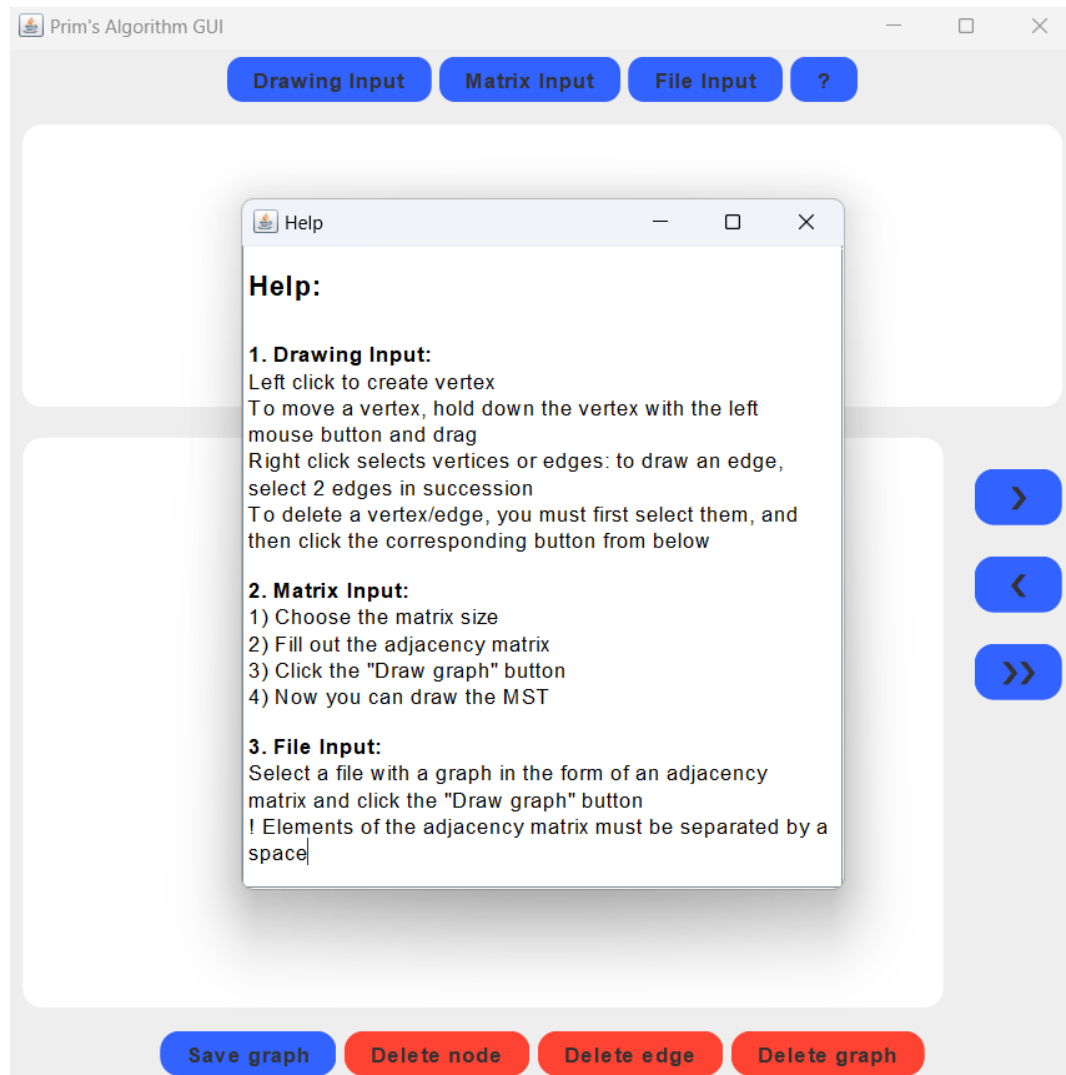 Prim's Algorithm GUI
Drawing Input Matrix Input File Input ?
Help
Help:
1. Drawing Input:
Left click to create vertex
To move a vertex, hold down the vertex with the left
mouse button and drag
Right click selects vertices or edges: to draw an edge,
select 2 edges in succession
To delete a vertex/edge, you must first select them, and
then click the corresponding button from below
2. Matrix Input:
1) Choose the matrix size
2) Fill out the adjacency matrix
3) Click the "Draw graph" button
4) Now you can draw the MST
3. File Input:
Select a file with a graph in the form of an adjacency
matrix and click the "Draw graph" button
! Elements of the adjacency matrix must be separated by a
space
❯
❮
❯❯
Save graph Delete node Delete edge Delete graph